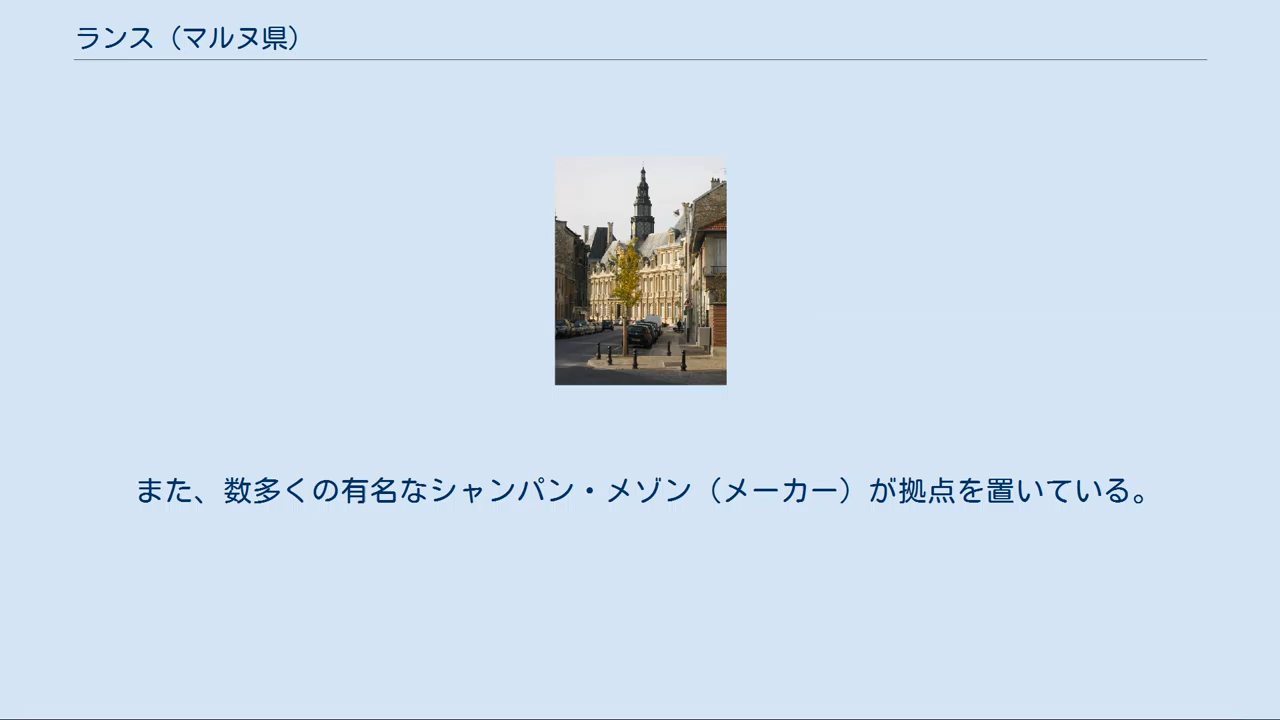 ランス（マルヌ県）
また、数多くの有名なシャンパン・メゾン（メーカー）が拠点を置いている。